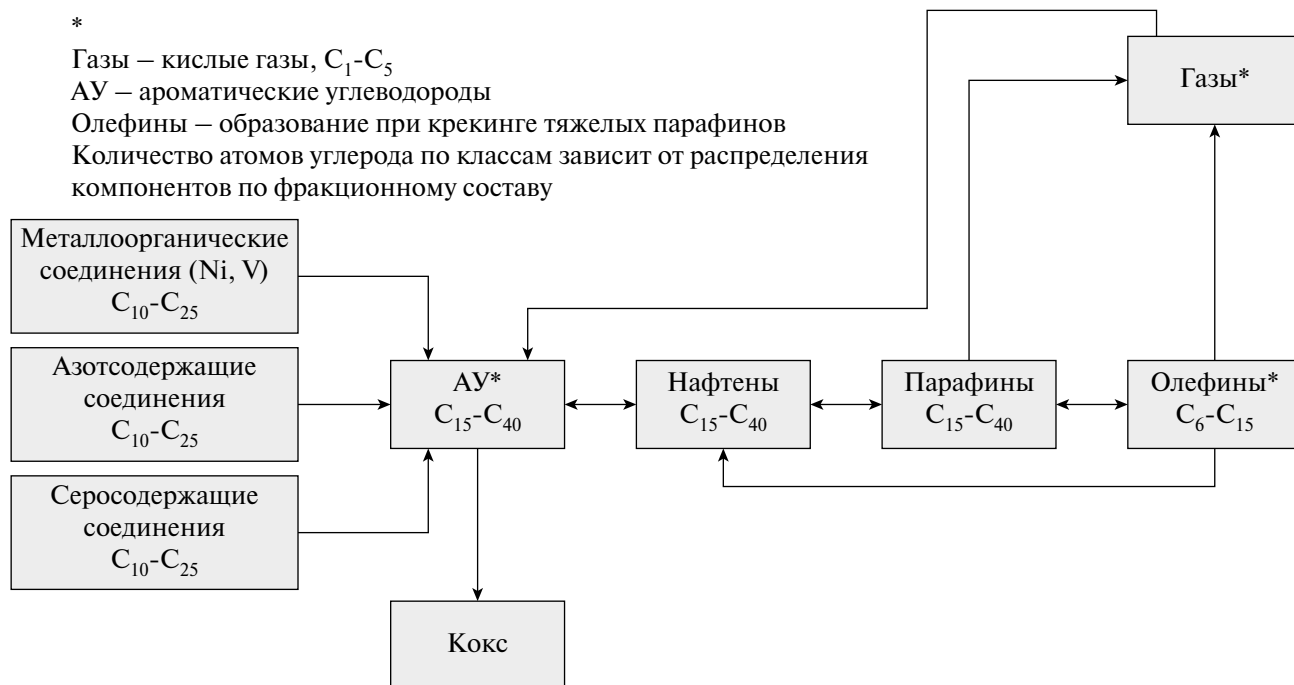 *
Газы – кислые газы, C₁-C₅
АУ – ароматические углеводороды
Олефины – образование при крекинге тяжелых парафинов
Количество атомов углерода по классам зависит от распределения
компонентов по фракционному составу
Газы*
Металлоорганические
соединения (Ni, V)
C₁₀-C₂₅
Азотсодержащие
соединения
C₁₀-C₂₅
Серосодержащие
соединения
C₁₀-C₂₅
АУ*
C₁₅-C₄₀
Нафтены
C₁₅-C₄₀
Парафины
C₁₅-C₄₀
Олефины*
C₆-C₁₅
Кокс